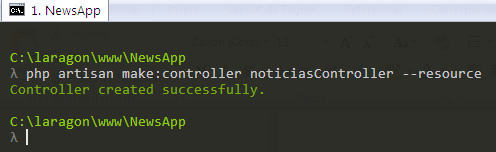 1. NewsApp
C:\laragon\www\NewsApp
λ php artisan make:controller noticiasController --resource
Controller created successfully.
C:\laragon\www\NewsApp
λ